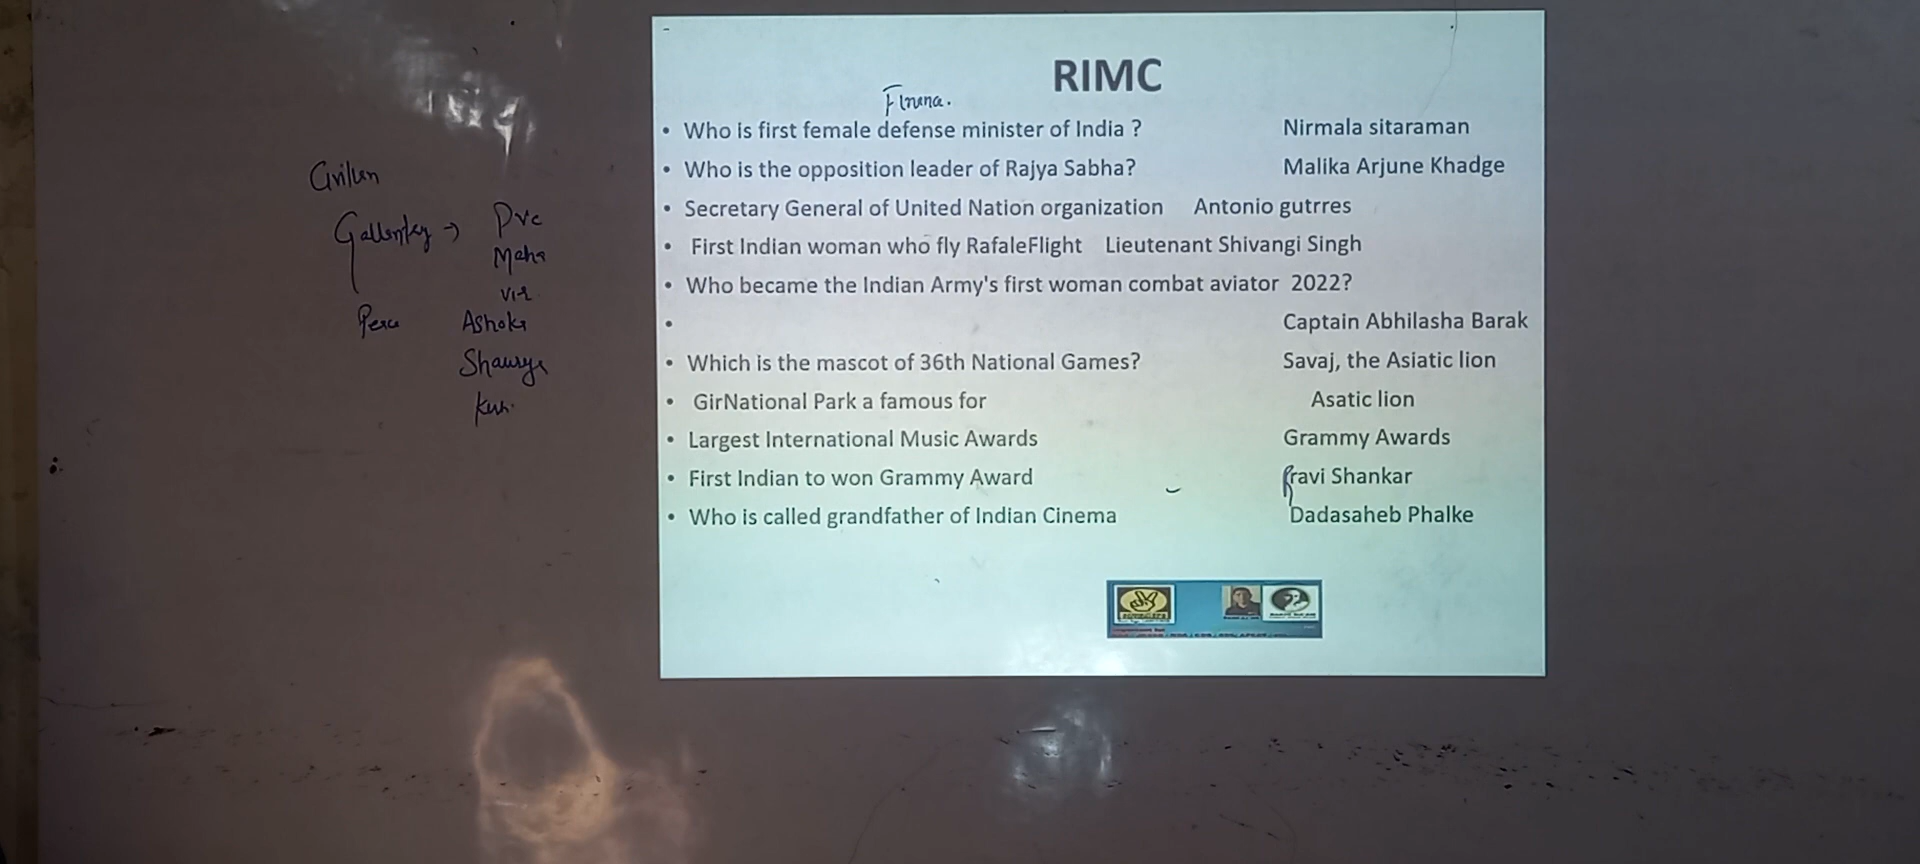 RIMC
• Who is first female defense minister of India ? Nirmala sitaraman
• Who is the opposition leader of Rajya Sabha? Malika Arjune Khadge
• Secretary General of United Nation organization Antonio gutrres
• First Indian woman who fly RafaleFlight Lieutenant Shivangi Singh
• Who became the Indian Army's first woman combat aviator 2022?
• Captain Abhilasha Barak
• Which is the mascot of 36th National Games? Savaj, the Asiatic lion
• GirNational Park a famous for Asatic lion
• Largest International Music Awards Grammy Awards
• First Indian to won Grammy Award ravi Shankar
• Who is called grandfather of Indian Cinema Dadasaheb Phalke
Pvc
Maha
vir
Ashoka
Shaurya